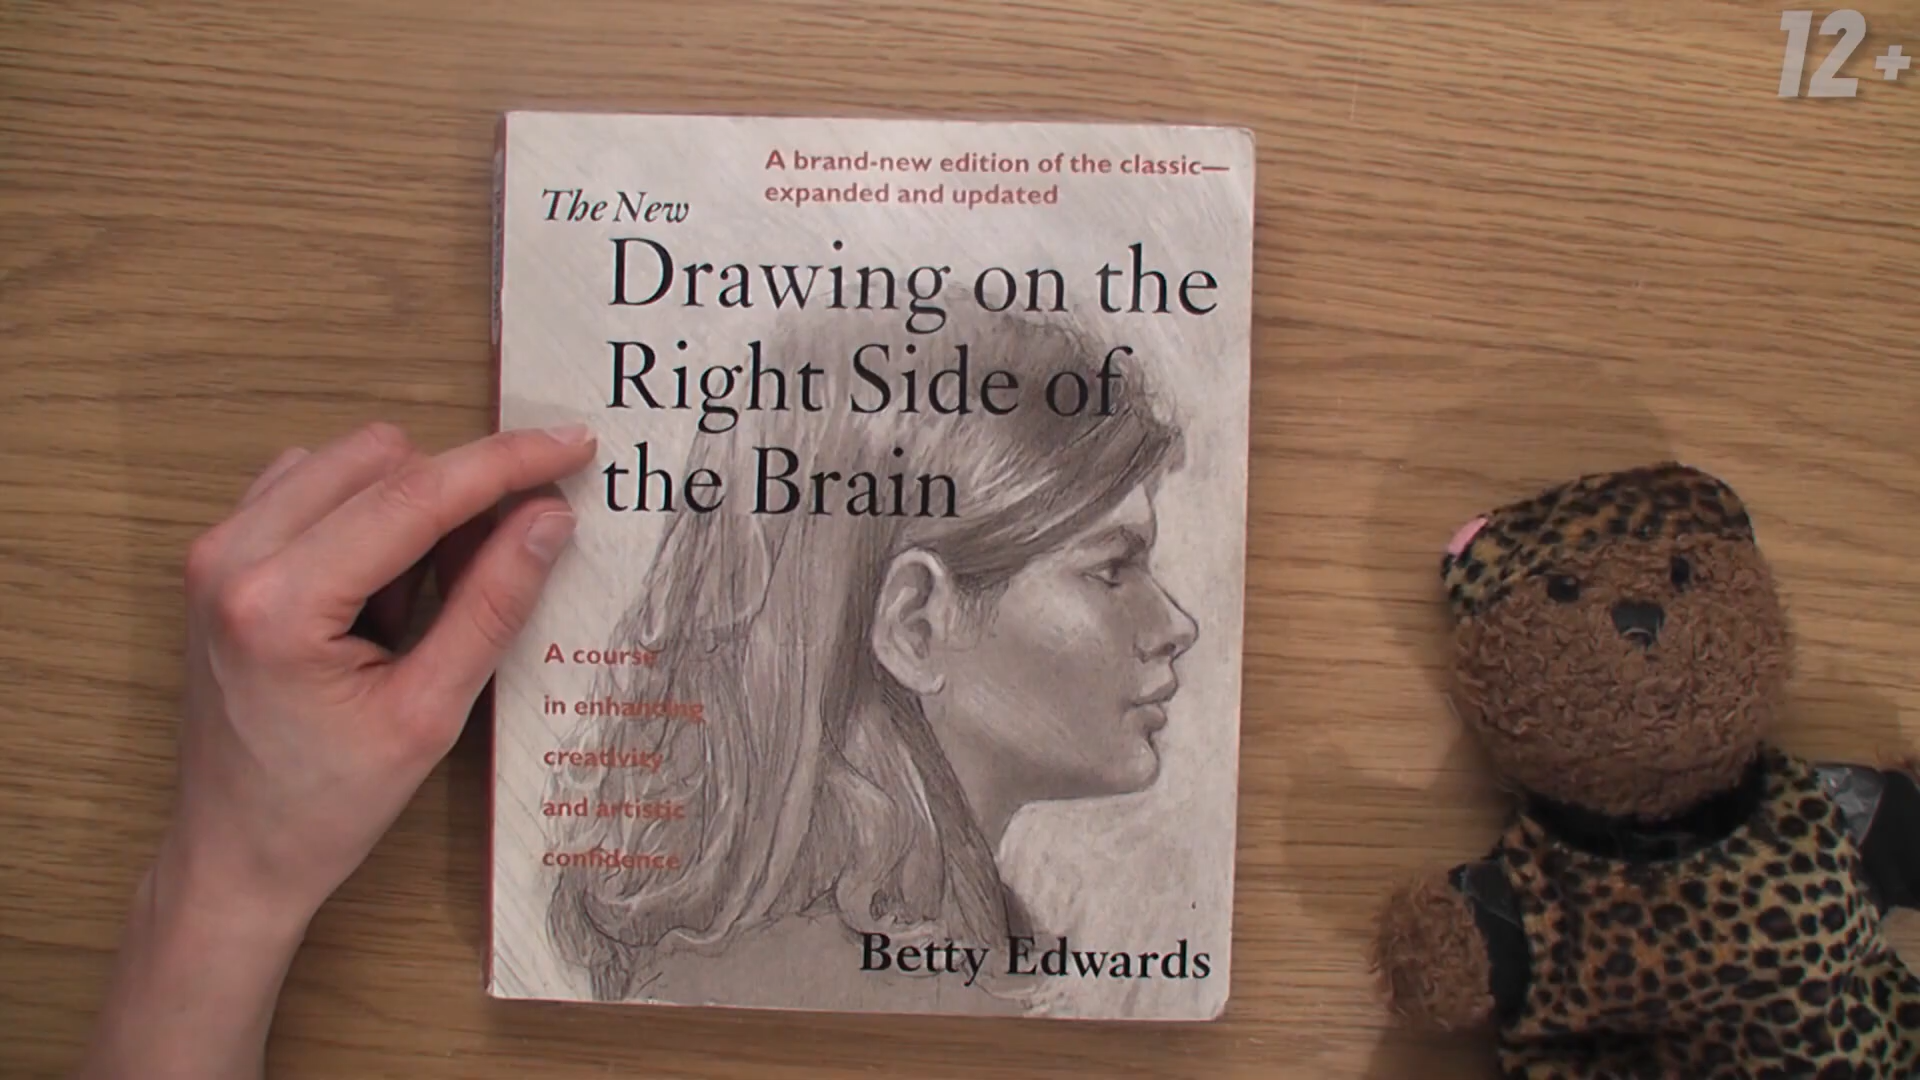 12+
A brand-new edition of the classic—
expanded and updated
The New
Drawing on the
Right Side of
the Brain
A course
in enhancing
creativity
and artistic
confidence
Betty Edwards